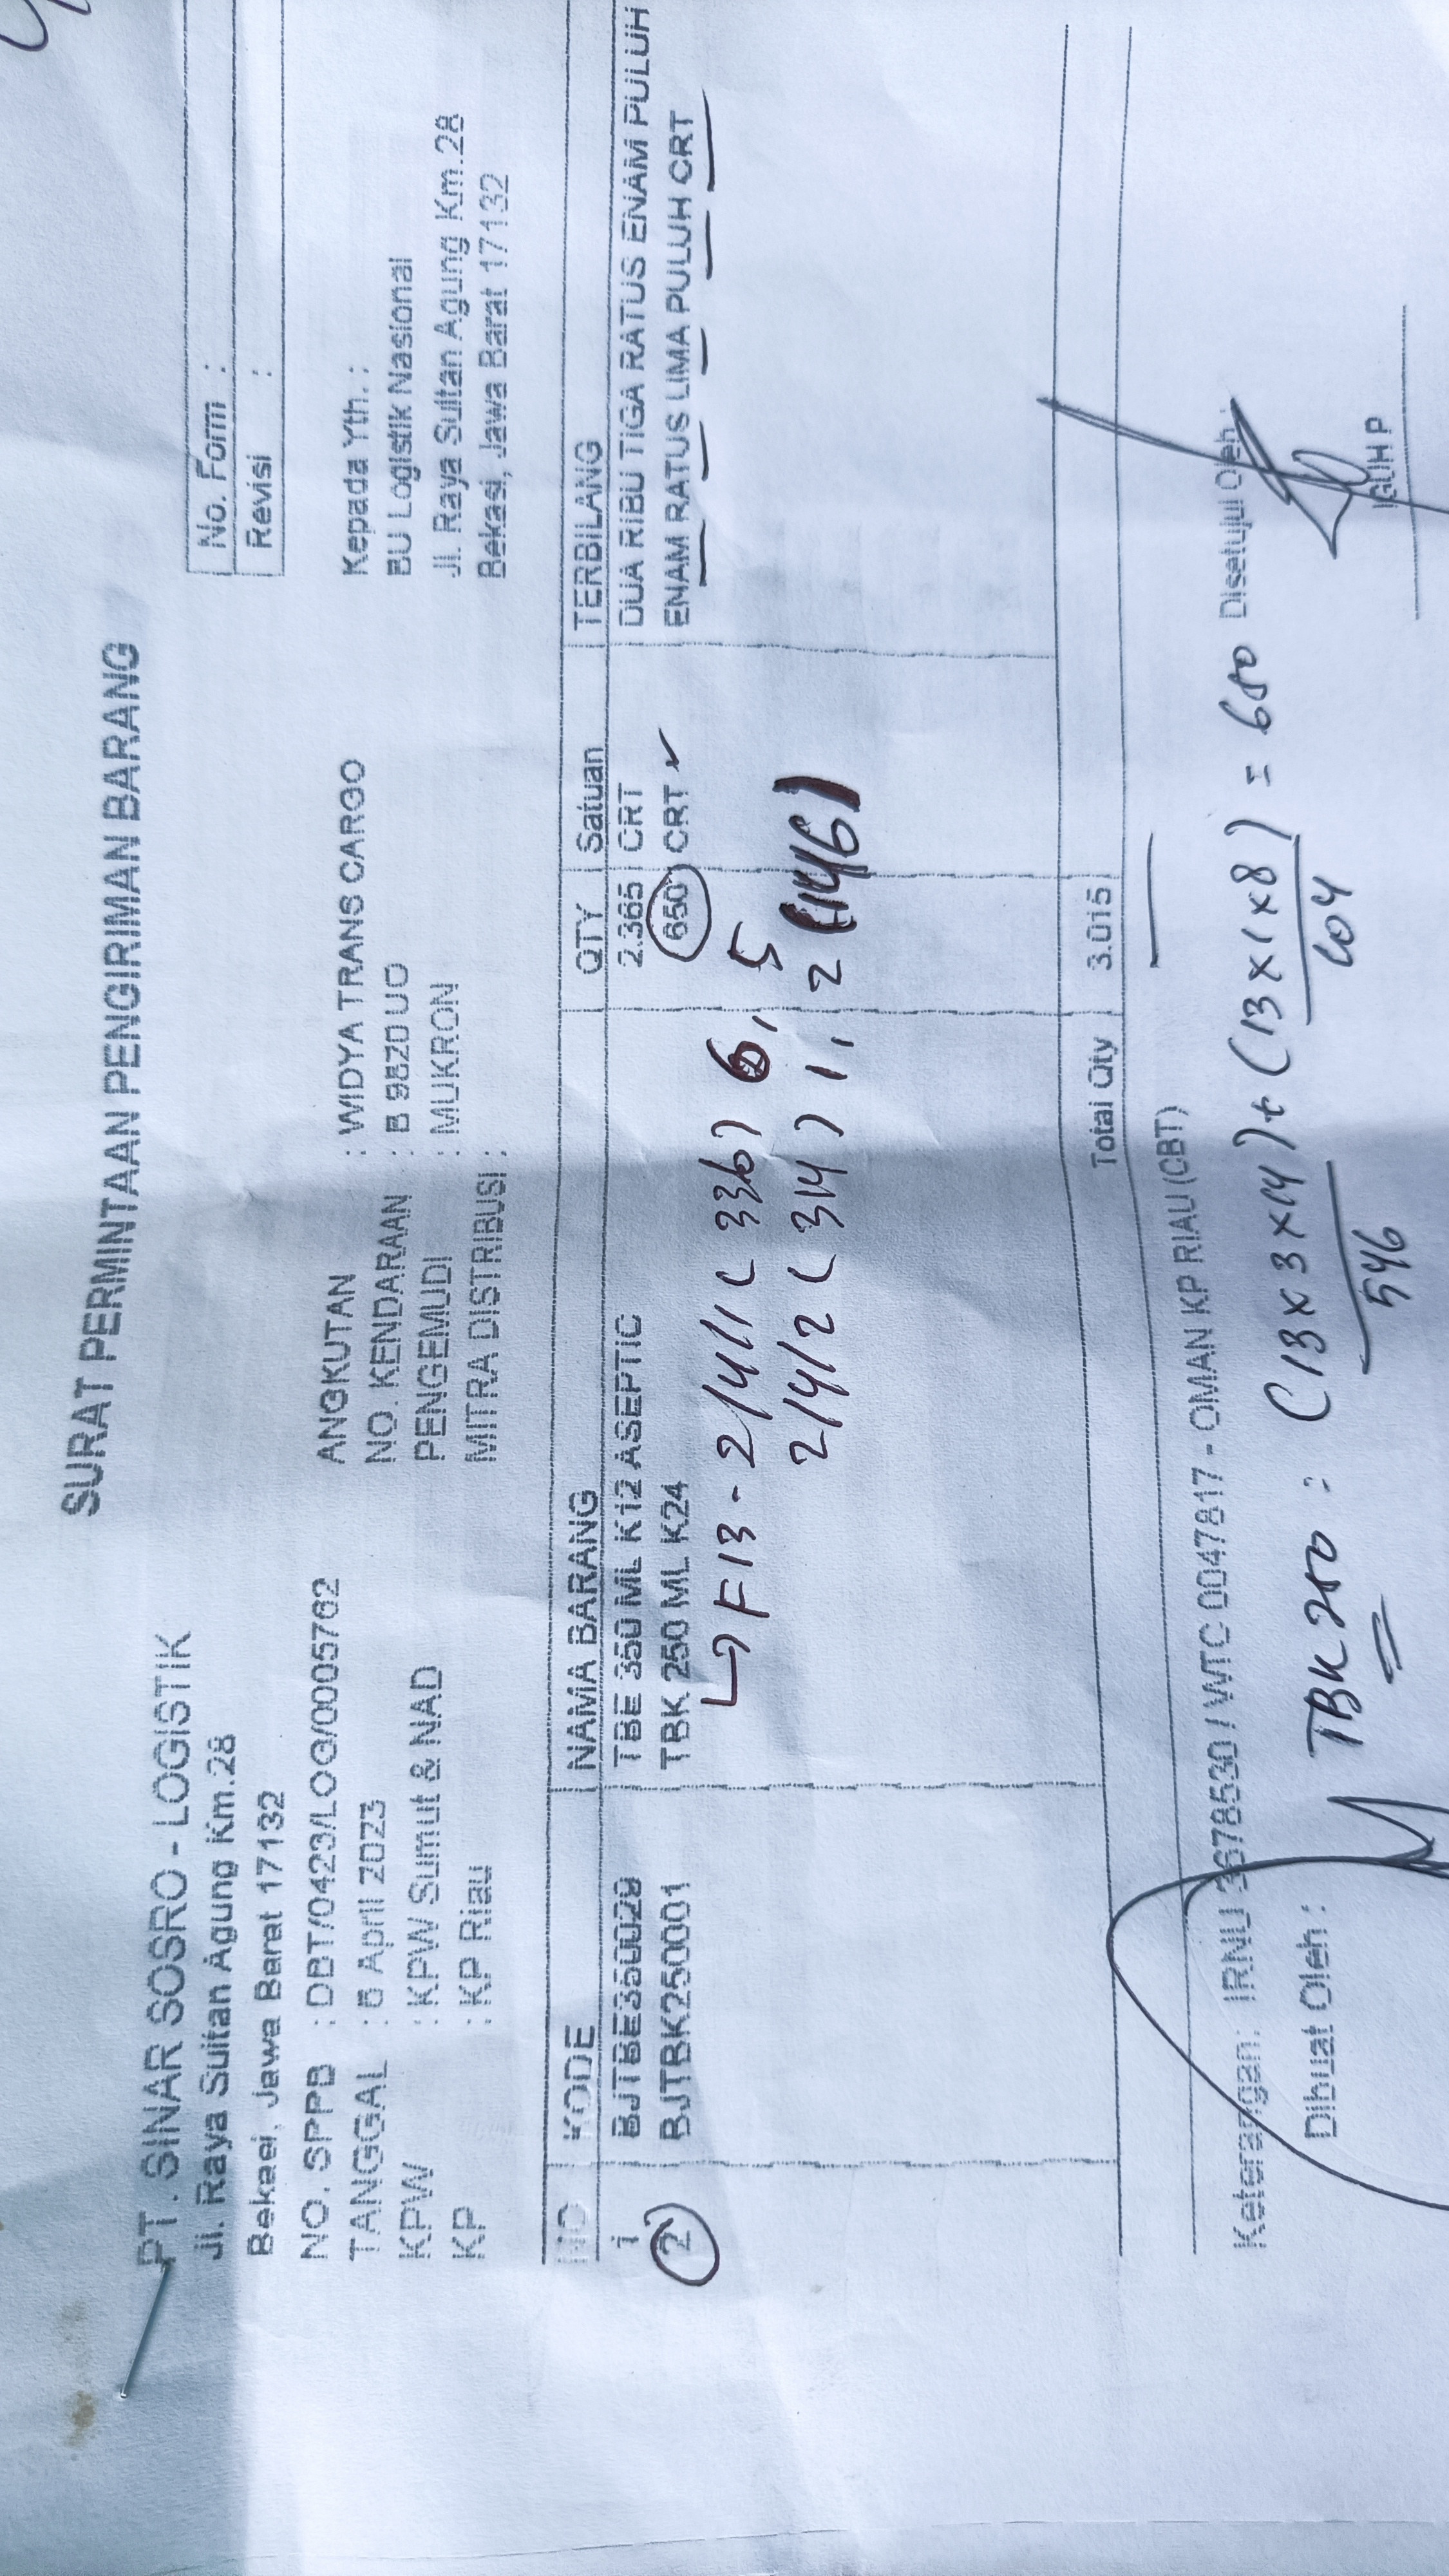 SURAT PERMINTAAN PENGIRIMAN BARANG
No. Form :
Revisi :
PT. SINAR SOSRO - LOGISTIK
Jl. Raya Sultan Agung Km.28
Bekasi, Jawa Barat 17132
NO. SPPB : DBT/0423/LOG/0005762
TANGGAL : 5 April 2023
KPW : KPW Sumut & NAD
KP : KP Riau
ANGKUTAN : WIDYA TRANS CARGO
NO. KENDARAAN : B 9820 UO
PENGEMUDI : MUKRON
MITRA DISTRIBUSI :
Kepada Yth. :
BU Logistik Nasional
Jl. Raya Sultan Agung Km.28
Bekasi, Jawa Barat 17132
NO KODE NAMA BARANG QTY Satuan TERBILANG
1 BJTBE350029 TBE 350 ML K12 ASEPTIC 2.365 CRT DUA RIBU TIGA RATUS ENAM PULUH
2 BJTBK250001 TBK 250 ML K24 650 CRT ENAM RATUS LIMA PULUH CRT
F13 - 2/4/1 ( 336 ) 6, 5
2/4/2 ( 314 ) 1, 2 (146)
Total Qty 3.015
Keterangan: IRNU 3678530 / WTC 0047817 - OMAN KP RIAU (CBT)
Dibuat Oleh :
Disetujui Oleh,
TBK 250 : (13 x 3 x 14) + (13 x 1 x 8) = 650
546 104